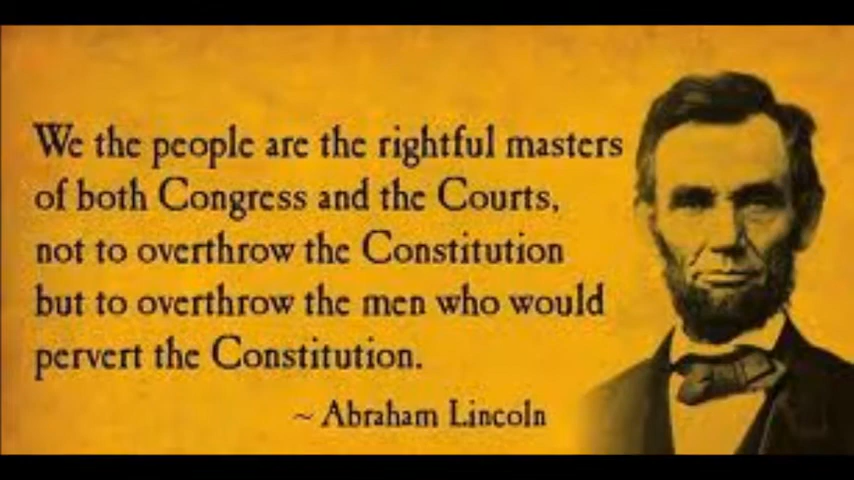 We the people are the rightful masters
of both Congress and the Courts,
not to overthrow the Constitution
but to overthrow the men who would
pervert the Constitution.
~ Abraham Lincoln